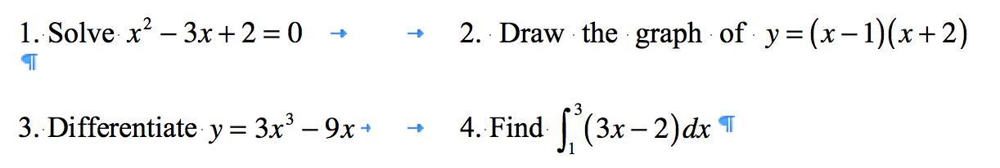 1. Solve x² – 3x + 2 = 0 → → 2. Draw the graph of y = (x – 1)(x + 2)
¶
3. Differentiate y = 3x³ – 9x → → 4. Find ∫₁³(3x – 2)dx ¶